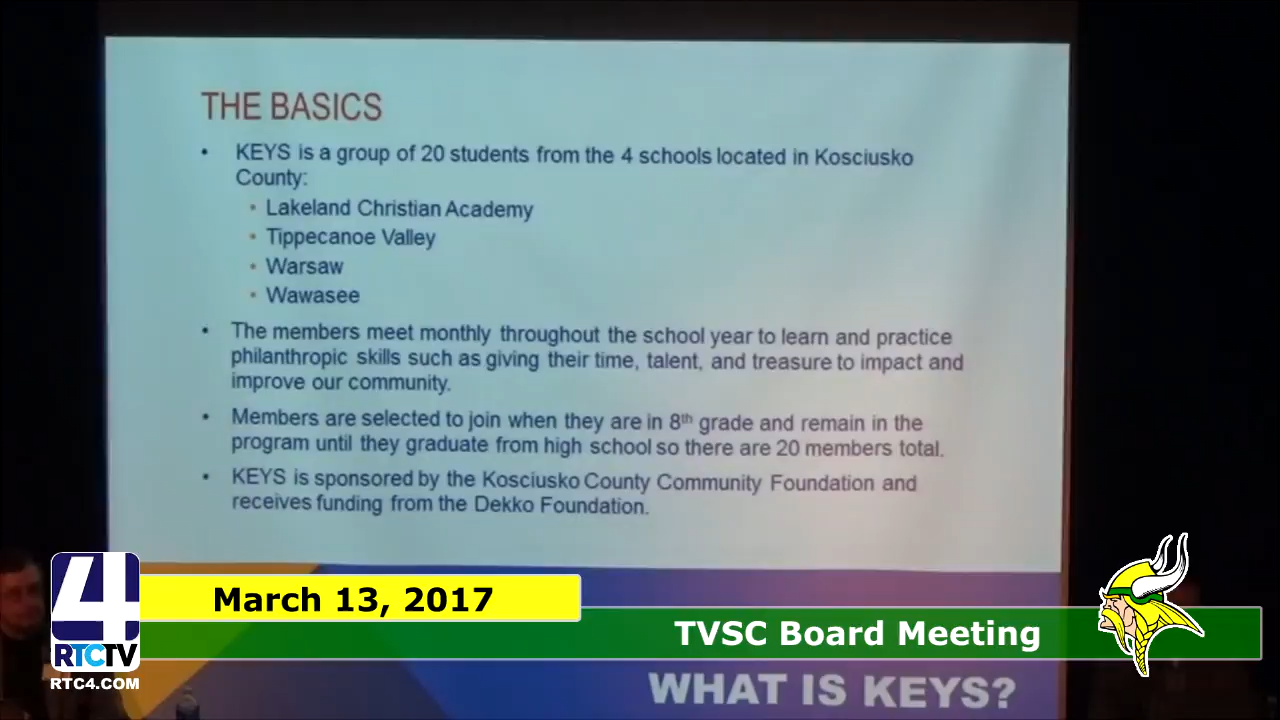 THE BASICS
• KEYS is a group of 20 students from the 4 schools located in Kosciusko
County:
• Lakeland Christian Academy
• Tippecanoe Valley
• Warsaw
• Wawasee
• The members meet monthly throughout the school year to learn and practice
philanthropic skills such as giving their time, talent, and treasure to impact and
improve our community.
• Members are selected to join when they are in 8th grade and remain in the
program until they graduate from high school so there are 20 members total.
• KEYS is sponsored by the Kosciusko County Community Foundation and
receives funding from the Dekko Foundation.
4
RTCTV
RTC4.COM
March 13, 2017
TVSC Board Meeting
WHAT IS KEYS?